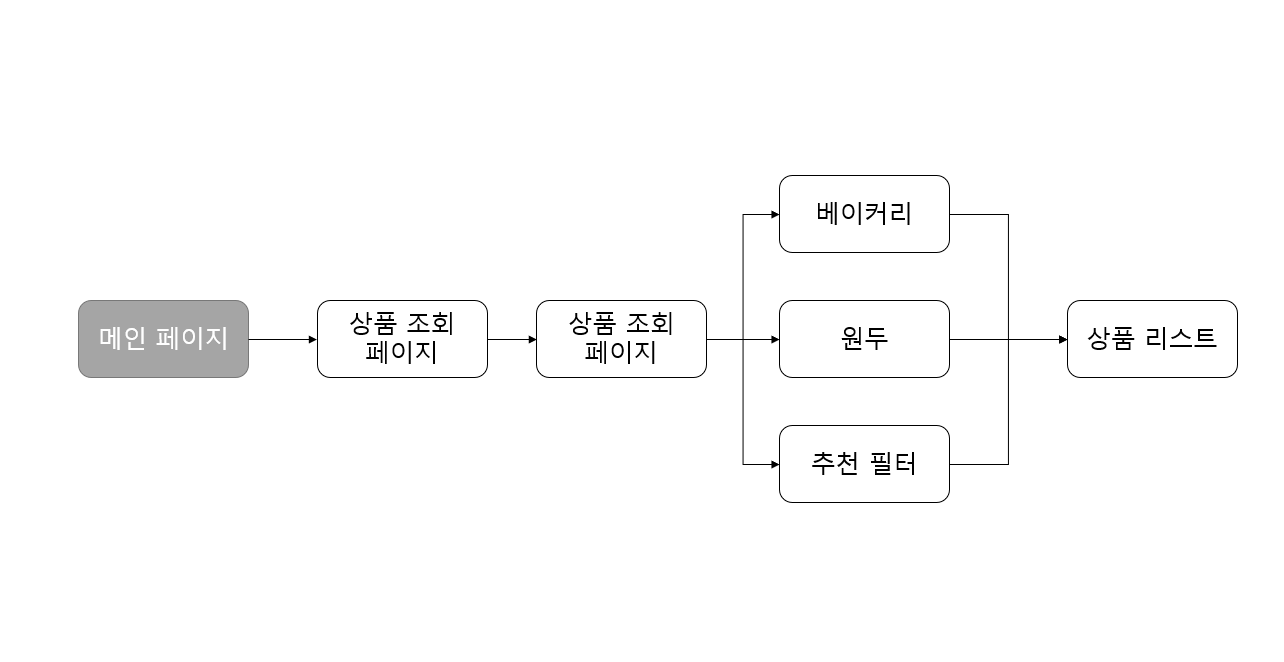 메인 페이지
상품 조회
페이지
상품 조회
페이지
베이커리
원두
추천 필터
상품 리스트